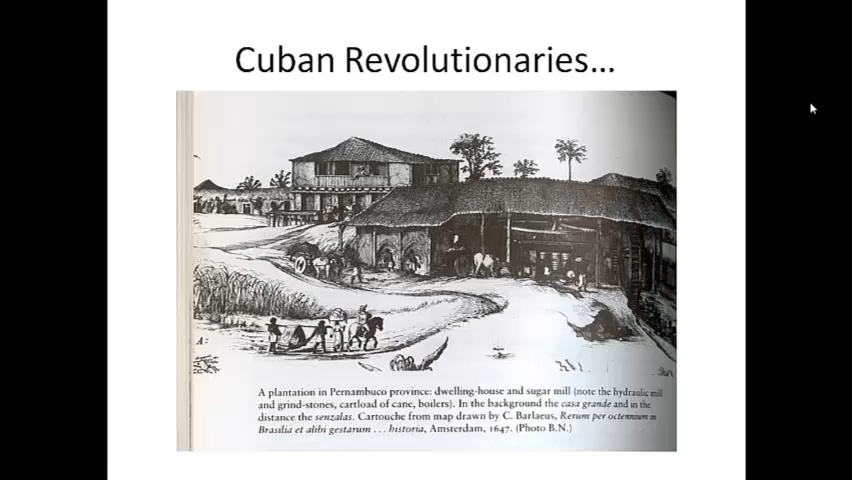 Cuban Revolutionaries...
A plantation in Pernambuco province: dwelling-house and sugar mill (note the hydraulic mill
and grind-stones, cartload of cane, boilers). In the background the casa grande and in the
distance the senzalas. Cartouche from map drawn by C. Barlaeus, Rerum per octennium in
Brasilia et alibi gestarum ... historia, Amsterdam, 1647. (Photo B.N.)